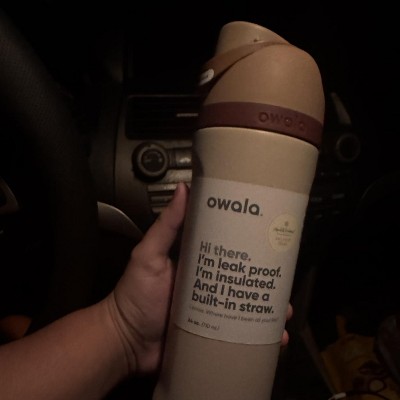 owala
owala.
Hi there.
I'm leak proof.
I'm insulated.
And I have a
built-in straw.